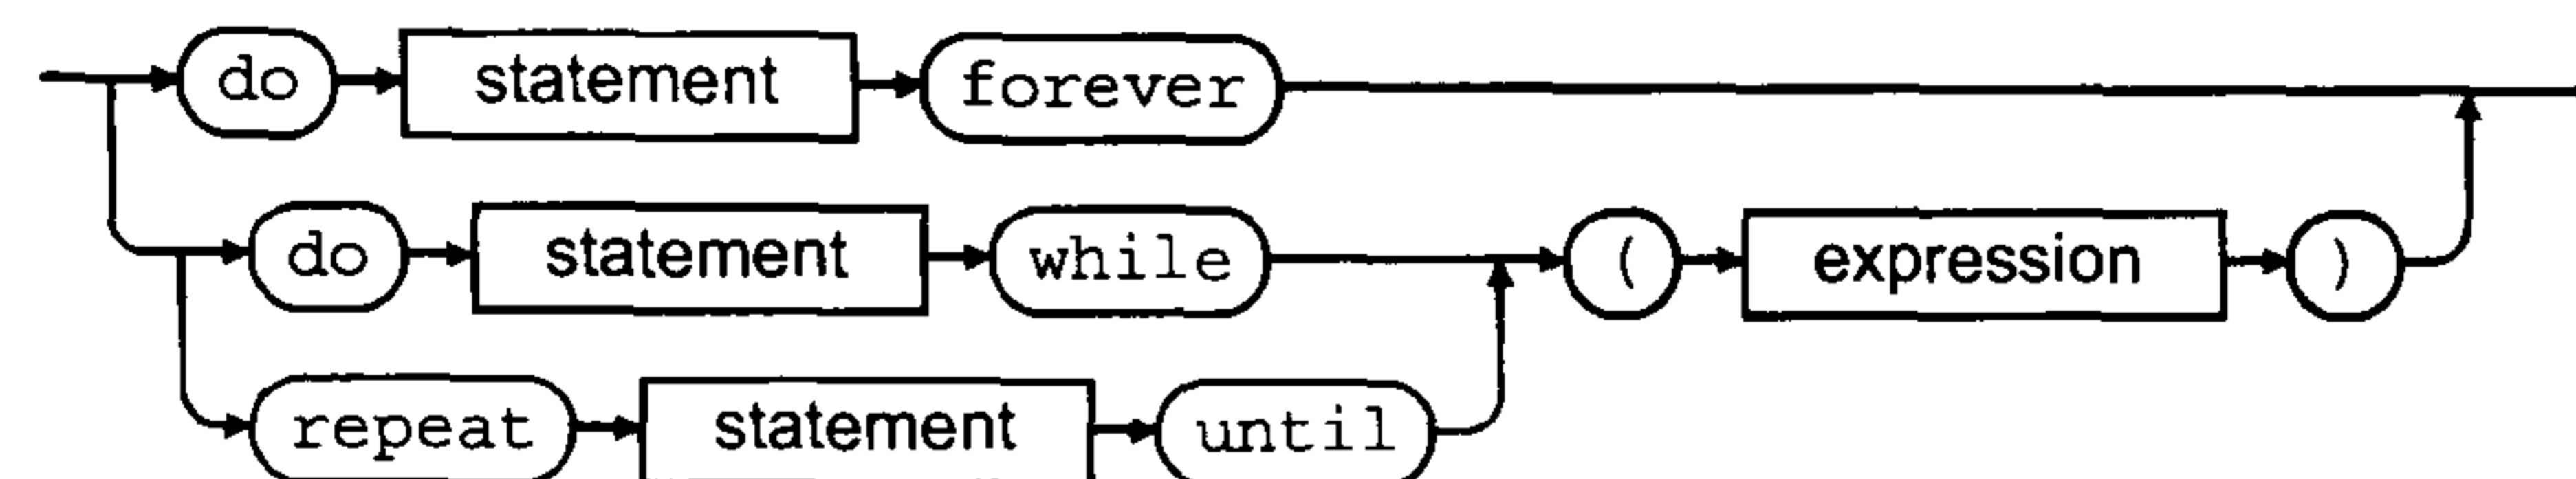 do statement forever
do statement while ( expression )
repeat statement until